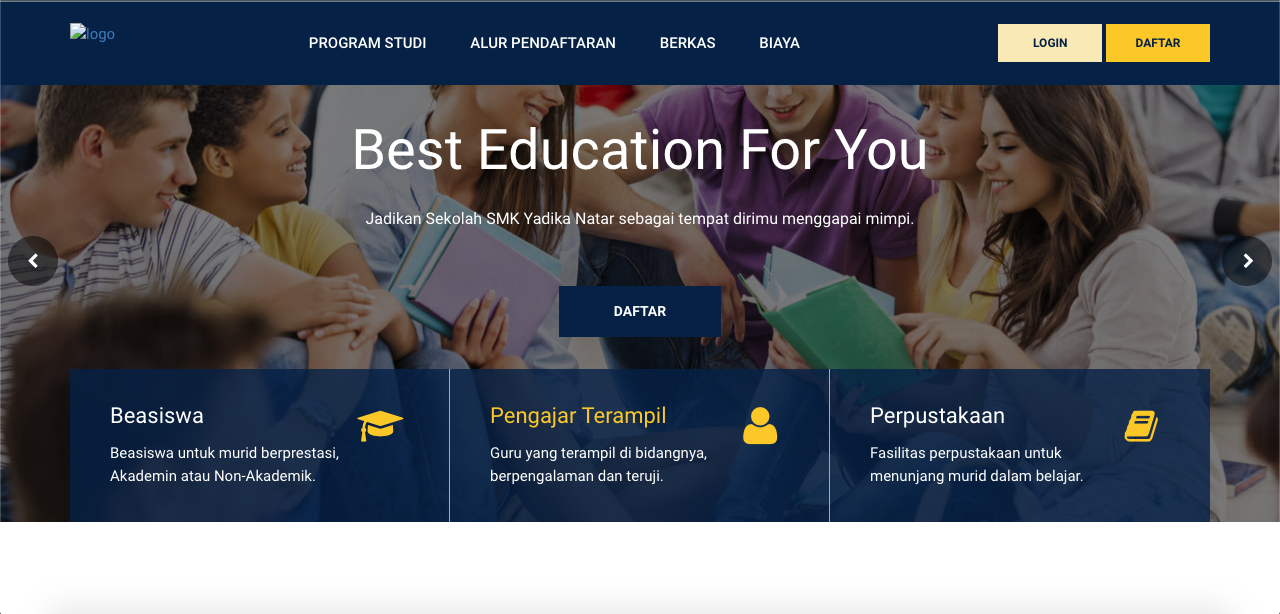 logo
PROGRAM STUDI
ALUR PENDAFTARAN
BERKAS
BIAYA
LOGIN
DAFTAR
Best Education For You
Jadikan Sekolah SMK Yadika Natar sebagai tempat dirimu menggapai mimpi.
DAFTAR
Beasiswa
Beasiswa untuk murid berprestasi,
Akademin atau Non-Akademik.
Pengajar Terampil
Guru yang terampil di bidangnya,
berpengalaman dan teruji.
Perpustakaan
Fasilitas perpustakaan untuk
menunjang murid dalam belajar.